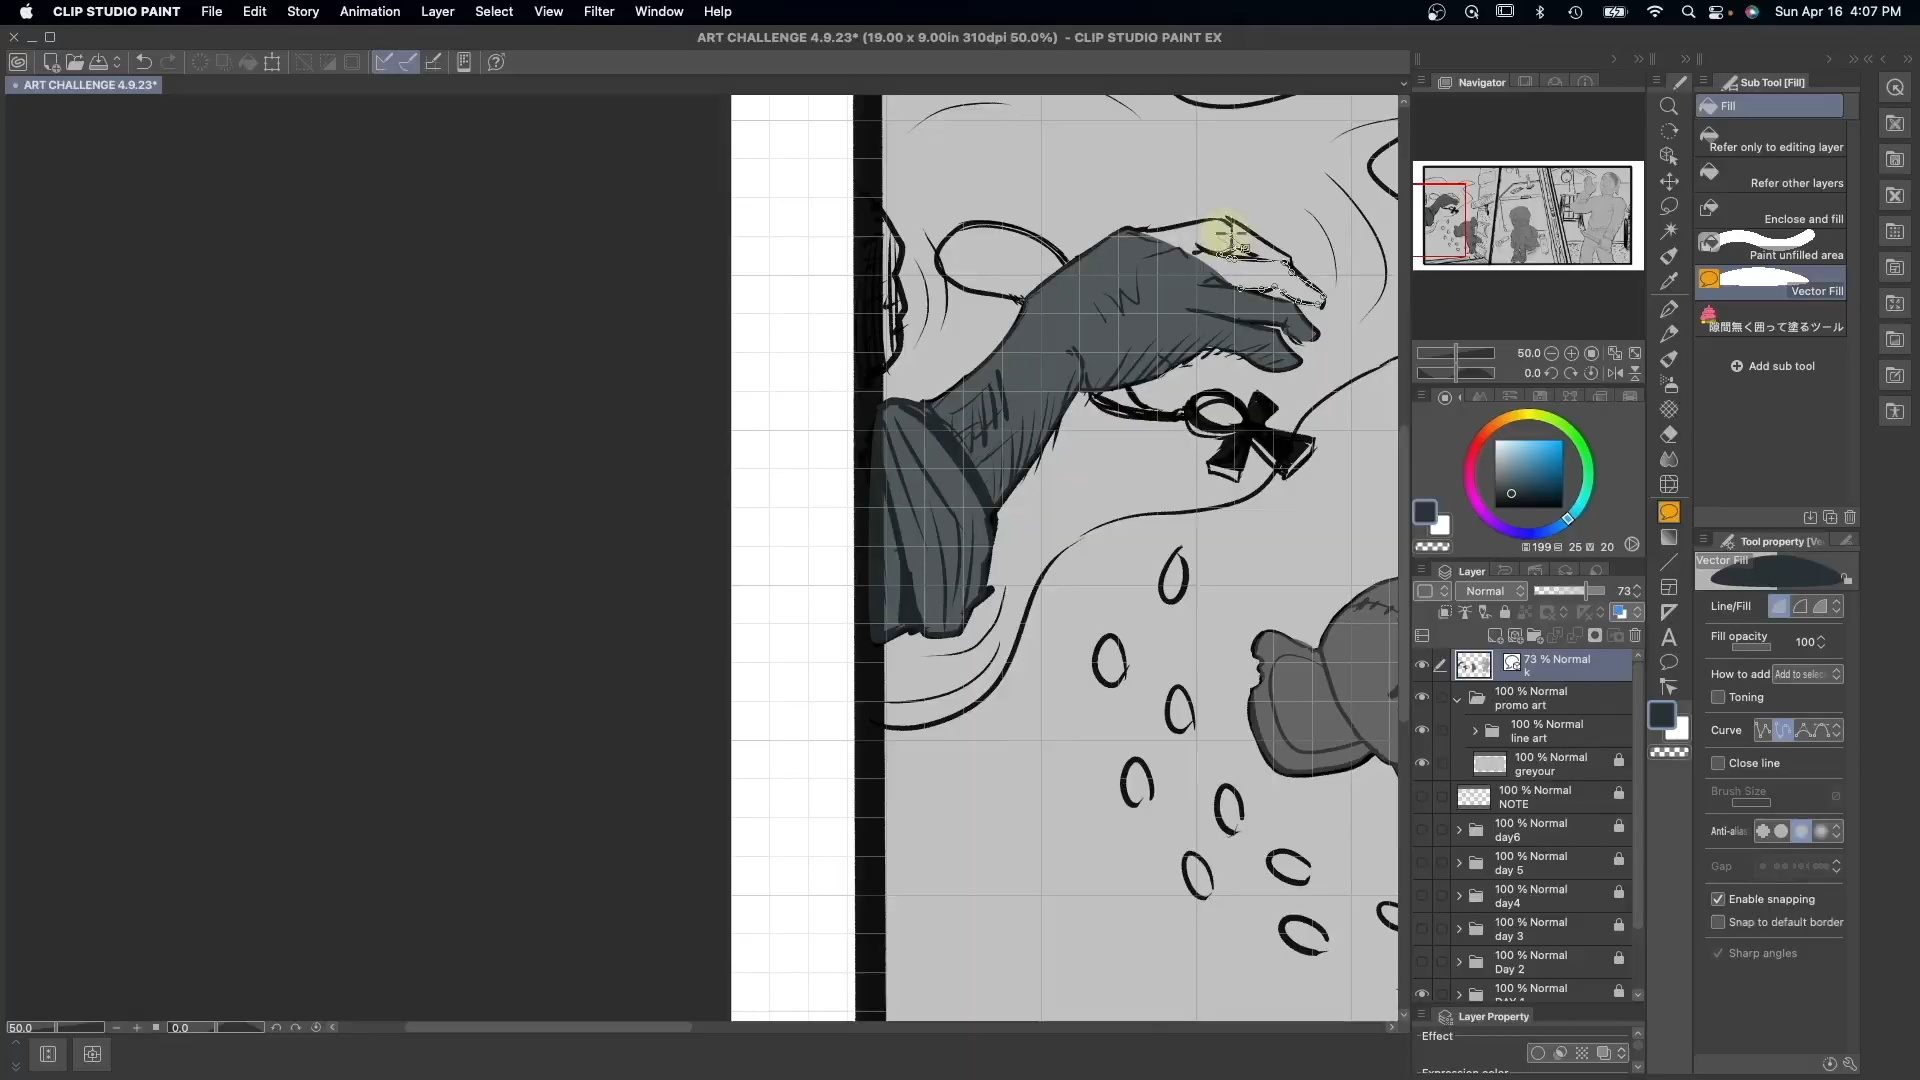 CLIP STUDIO PAINT File Edit Story Animation Layer Select View Filter Window Help Sun Apr 16 4:07 PM
ART CHALLENGE 4.9.23* (19.00 x 9.00in 310dpi 50.0%) - CLIP STUDIO PAINT EX
ART CHALLENGE 4.9.23*
Navigator
50.0
0.0
199 25 V 20
Layer
Normal 73
73 % Normal
k
100 % Normal
promo art
100 % Normal
line art
100 % Normal
greyour
100 % Normal
NOTE
100 % Normal
day6
100 % Normal
day 5
100 % Normal
day4
100 % Normal
day 3
100 % Normal
Day 2
100 % Normal
DAY 1
Layer Property
Effect
Expression color
Sub Tool [Fill]
Fill
Refer only to editing layer
Refer other layers
Enclose and fill
Paint unfilled area
Vector Fill
隙間無く囲って塗るツール
Add sub tool
Tool property [Ve
Vector Fill
Line/Fill
Fill opacity 100
How to add Add to selec
Toning
Curve
Close line
Brush Size
Anti-alias
Gap
Enable snapping
Snap to default border
Sharp angles
50.0 0.0